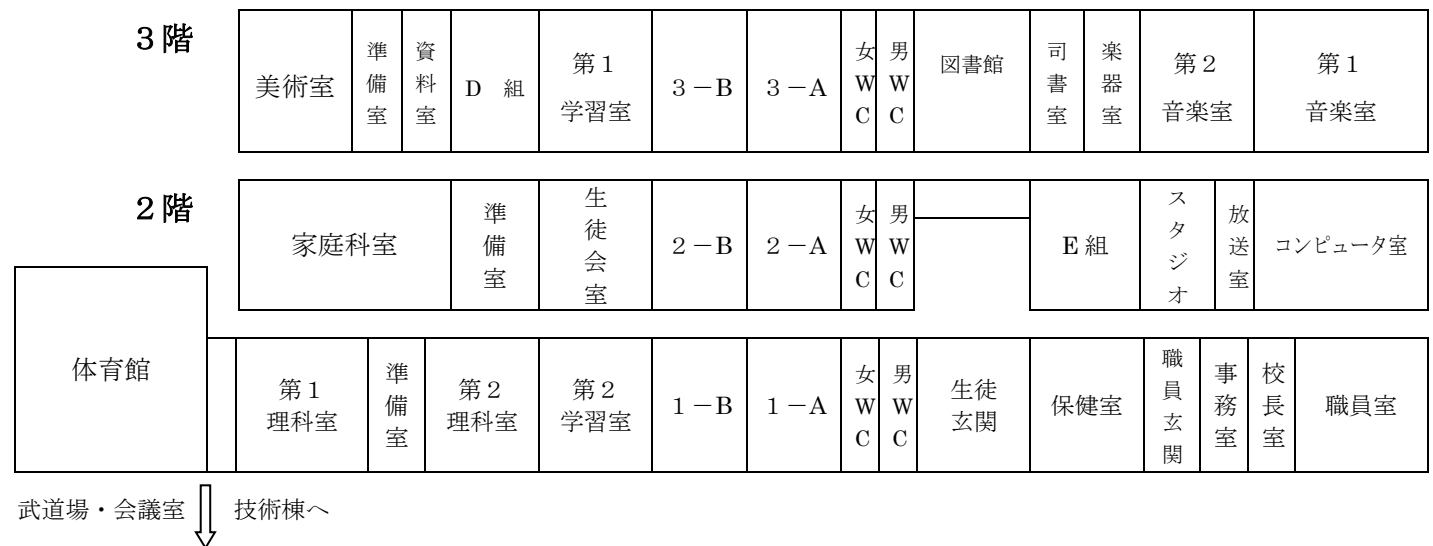 3階
美術室
準備室
資料室
D 組
第1
学習室
3－B
3－A
女WC
男WC
図書館
司書室
楽器室
第2
音楽室
第1
音楽室
2階
家庭科室
準備室
生徒会室
2－B
2－A
女WC
男WC
E組
スタジオ
放送室
コンピュータ室
体育館
第1
理科室
準備室
第2
理科室
第2
学習室
1－B
1－A
女WC
男WC
生徒
玄関
保健室
職員玄関
事務室
校長室
職員室
武道場・会議室
技術棟へ